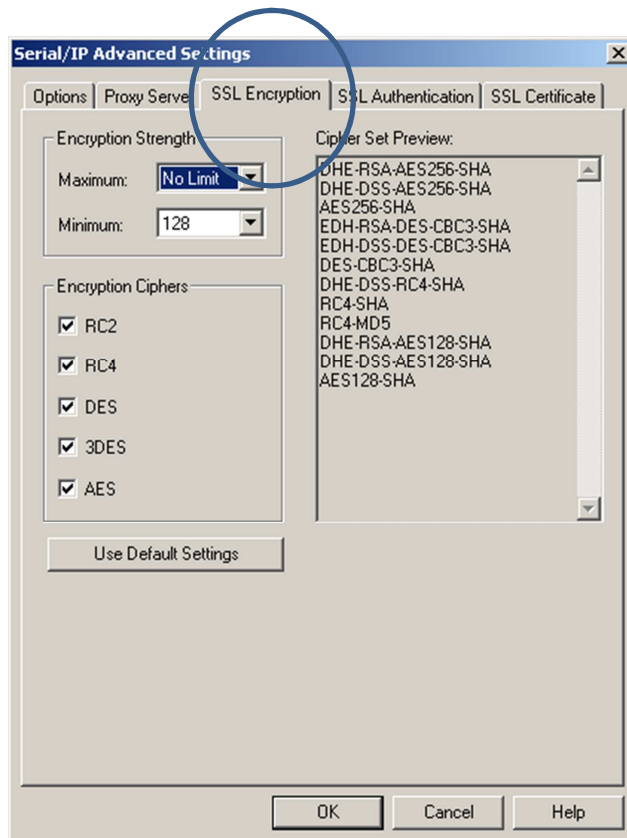 Serial/IP Advanced Settings
Options
Proxy Server
SSL Encryption
SSL Authentication
SSL Certificate
Encryption Strength
Maximum: No Limit
Minimum: 128
Encryption Ciphers
RC2
RC4
DES
3DES
AES
Use Default Settings
Cipher Set Preview:
DHE-RSA-AES256-SHA
DHE-DSS-AES256-SHA
AES256-SHA
EDH-RSA-DES-CBC3-SHA
EDH-DSS-DES-CBC3-SHA
DES-CBC3-SHA
DHE-DSS-RC4-SHA
RC4-SHA
RC4-MD5
DHE-RSA-AES128-SHA
DHE-DSS-AES128-SHA
AES128-SHA
OK
Cancel
Help